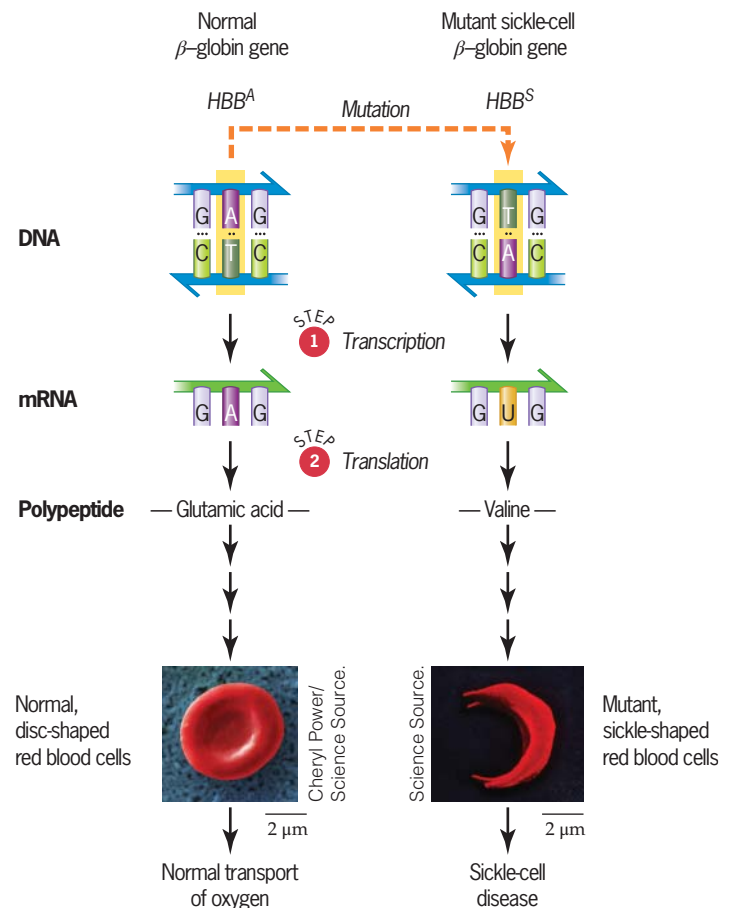 Normal
β–globin gene
Mutant sickle-cell
β–globin gene
HBB^A
Mutation
HBB^S
DNA
G A G
C T C
G T G
C A C
STEP
1 Transcription
mRNA
G A G
G U G
STEP
2 Translation
Polypeptide
— Glutamic acid —
— Valine —
Normal,
disc-shaped
red blood cells
Cheryl Power/
Science Source.
Science Source.
Mutant,
sickle-shaped
red blood cells
2 μm
2 μm
Normal transport
of oxygen
Sickle-cell
disease